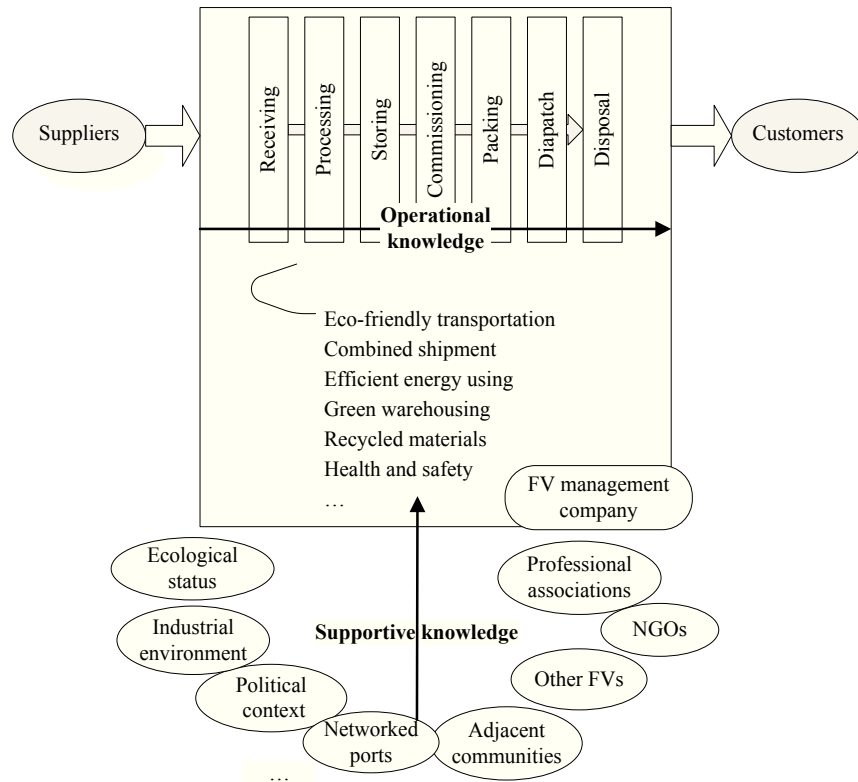 Suppliers
Receiving
Processing
Storing
Commissioning
Packing
Diapatch
Disposal
Customers
Operational
knowledge
Eco-friendly transportation
Combined shipment
Efficient energy using
Green warehousing
Recycled materials
Health and safety
…
FV management
company
Ecological
status
Professional
associations
Industrial
environment
Supportive knowledge
NGOs
Political
context
Other FVs
Networked
ports
Adjacent
communities
…